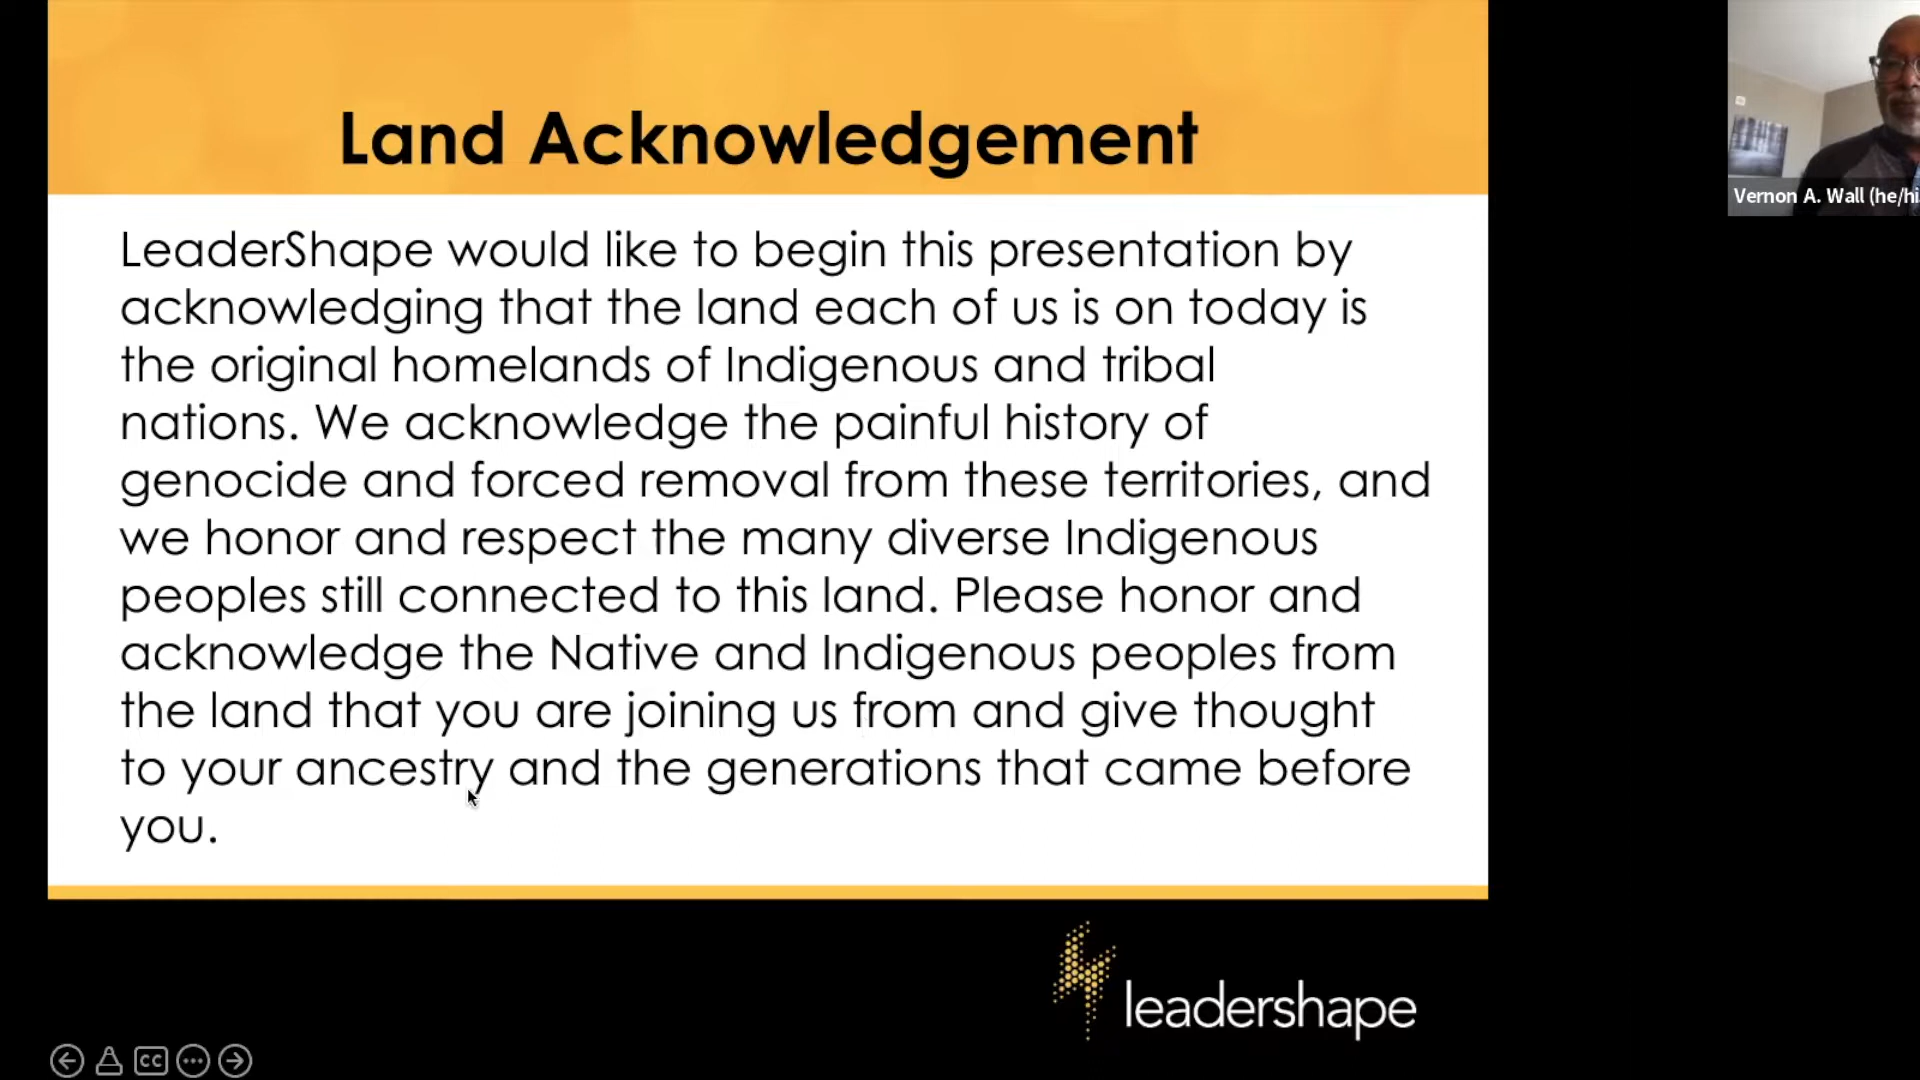 Land Acknowledgement
LeaderShape would like to begin this presentation by
acknowledging that the land each of us is on today is
the original homelands of Indigenous and tribal
nations. We acknowledge the painful history of
genocide and forced removal from these territories, and
we honor and respect the many diverse Indigenous
peoples still connected to this land. Please honor and
acknowledge the Native and Indigenous peoples from
the land that you are joining us from and give thought
to your ancestry and the generations that came before
you.
Vernon A. Wall (he/hi
leadershape
CC